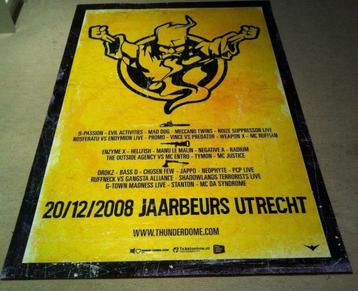 D-PASSION - EVIL ACTIVITIES - MAD DOG - MECCANO TWINS - NOIZE SUPPRESSOR LIVE
NOSFERATU VS ENDYMION LIVE - PROMO - VINCE VS PREDATOR - WEAPON X - MC RUFFIAN
ENZYME X - HELLFISH - MANU LE MALIN - NEGATIVE A - RADIUM
THE OUTSIDE AGENCY VS MC ENTRO - TYMON - MC JUSTICE
DROKZ - BASS D - CHOSEN FEW - JAPPO - NEOPHYTE - PCP LIVE
RUFFNECK VS GANGSTA ALLIANCE - SHADOWLANDS TERRORISTS LIVE
G-TOWN MADNESS LIVE - STANTON - MC DA SYNDROME
20/12/2008 JAARBEURS UTRECHT
WWW.THUNDERDOME.COM